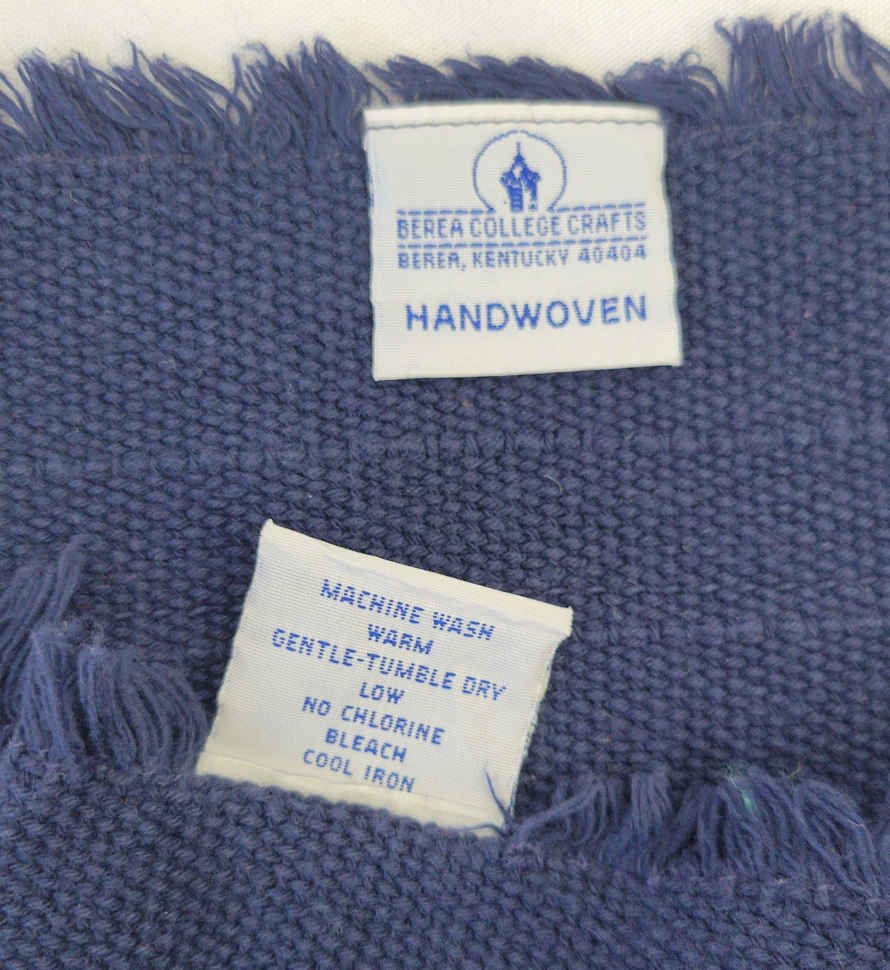 BEREA COLLEGE CRAFTS
BEREA, KENTUCKY 40404
HANDWOVEN
MACHINE WASH
WARM
GENTLE-TUMBLE DRY
LOW
NO CHLORINE
BLEACH
COOL IRON